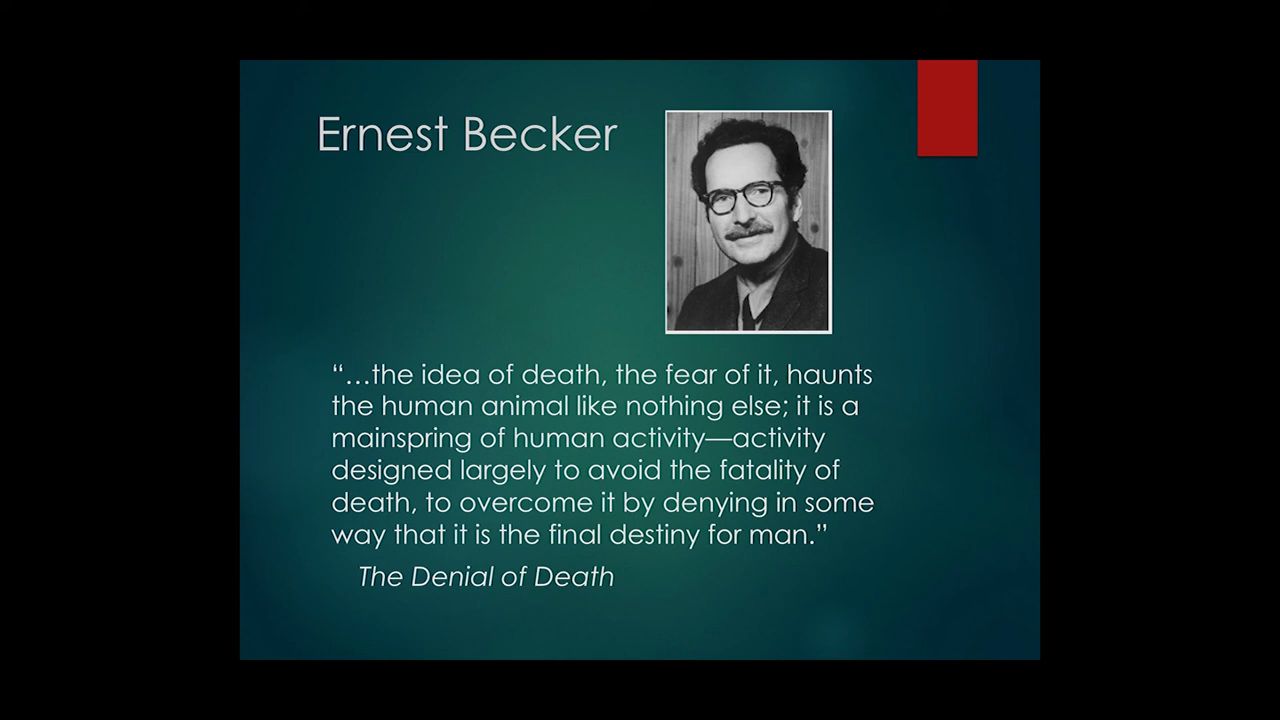 Ernest Becker
“…the idea of death, the fear of it, haunts
the human animal like nothing else; it is a
mainspring of human activity—activity
designed largely to avoid the fatality of
death, to overcome it by denying in some
way that it is the final destiny for man.”
The Denial of Death